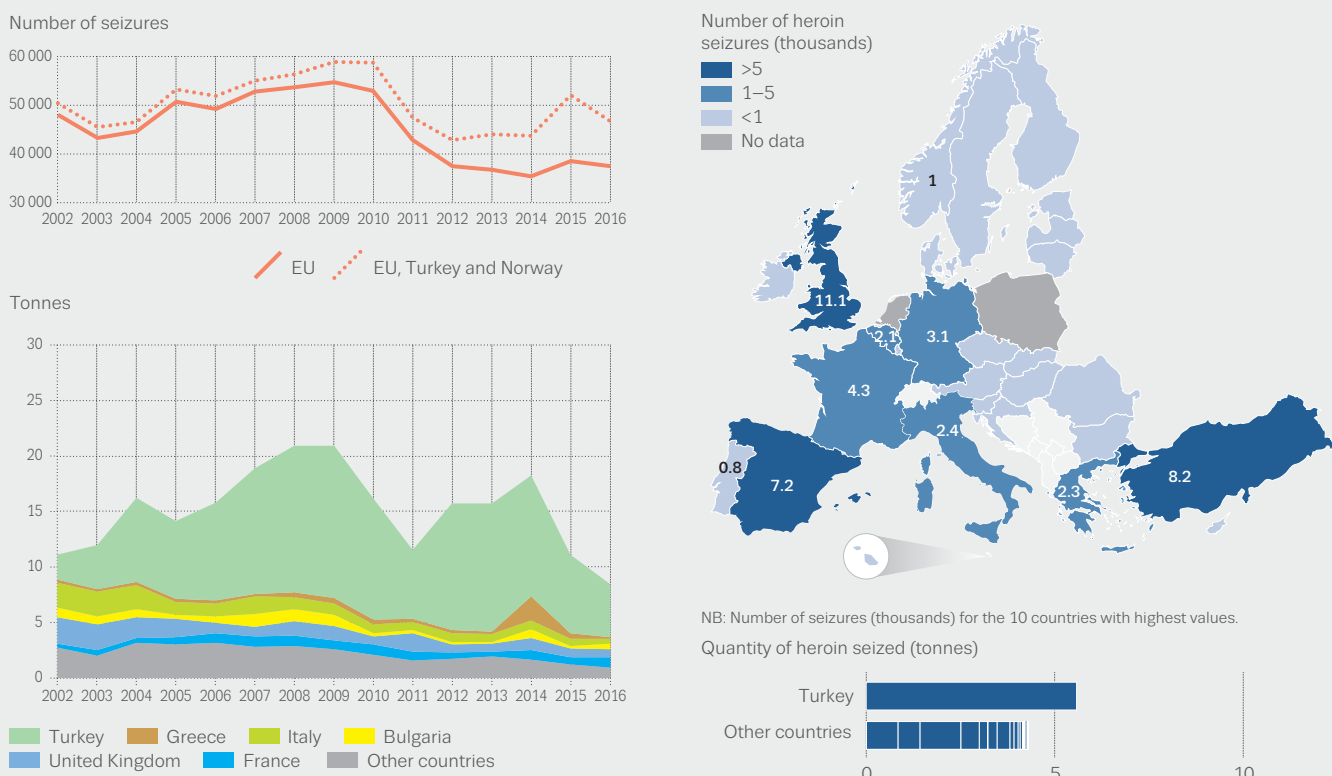 Number of seizures
60 000
50 000
40 000
30 000
2002 2003 2004 2005 2006 2007 2008 2009 2010 2011 2012 2013 2014 2015 2016
EU
EU, Turkey and Norway
Tonnes
30
25
20
15
10
5
0
2002 2003 2004 2005 2006 2007 2008 2009 2010 2011 2012 2013 2014 2015 2016
Turkey Greece Italy Bulgaria
United Kingdom France Other countries
Number of heroin
seizures (thousands)
>5
1–5
<1
No data
1
11.1
2.1
3.1
4.3
2.4
0.8
7.2
2.3
8.2
NB: Number of seizures (thousands) for the 10 countries with highest values.
Quantity of heroin seized (tonnes)
Turkey
Other countries
0 5 10